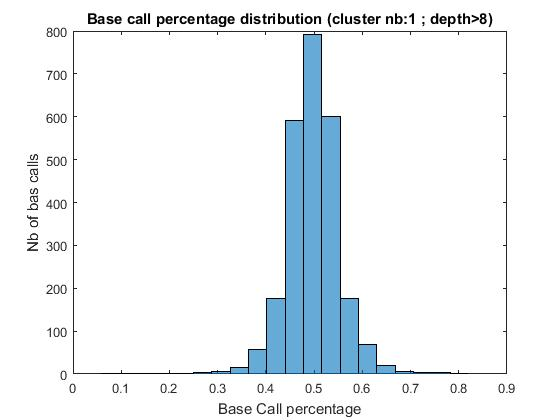 Base call percentage distribution (cluster nb:1 ; depth>8)
800
700
600
500
400
300
200
100
0
Nb of bas calls
0 0.1 0.2 0.3 0.4 0.5 0.6 0.7 0.8 0.9
Base Call percentage